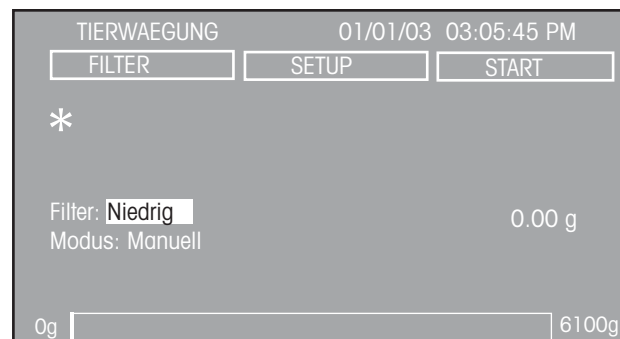 TIERWAEGUNG 01/01/03 03:05:45 PM
FILTER SETUP START
*
Filter: Niedrig 0.00 g
Modus: Manuell
0g 6100g